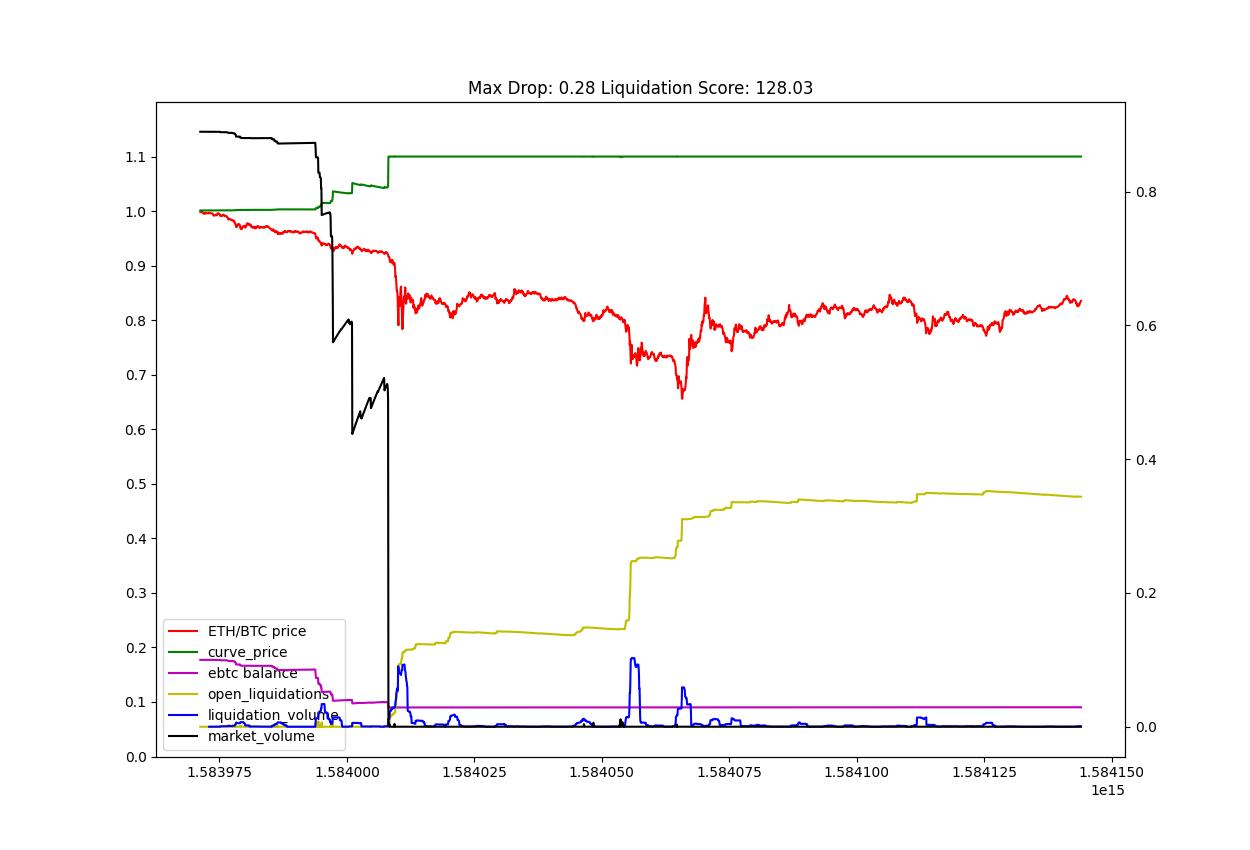 Max Drop: 0.28 Liquidation Score: 128.03
1.1
1.0
0.9
0.8
0.7
0.6
0.5
0.4
0.3
0.2
0.1
0.0
0.8
0.6
0.4
0.2
0.0
ETH/BTC price
curve_price
ebtc balance
open_liquidations
liquidation_volume
market_volume
1.583975 1.584000 1.584025 1.584050 1.584075 1.584100 1.584125 1.584150
1e15